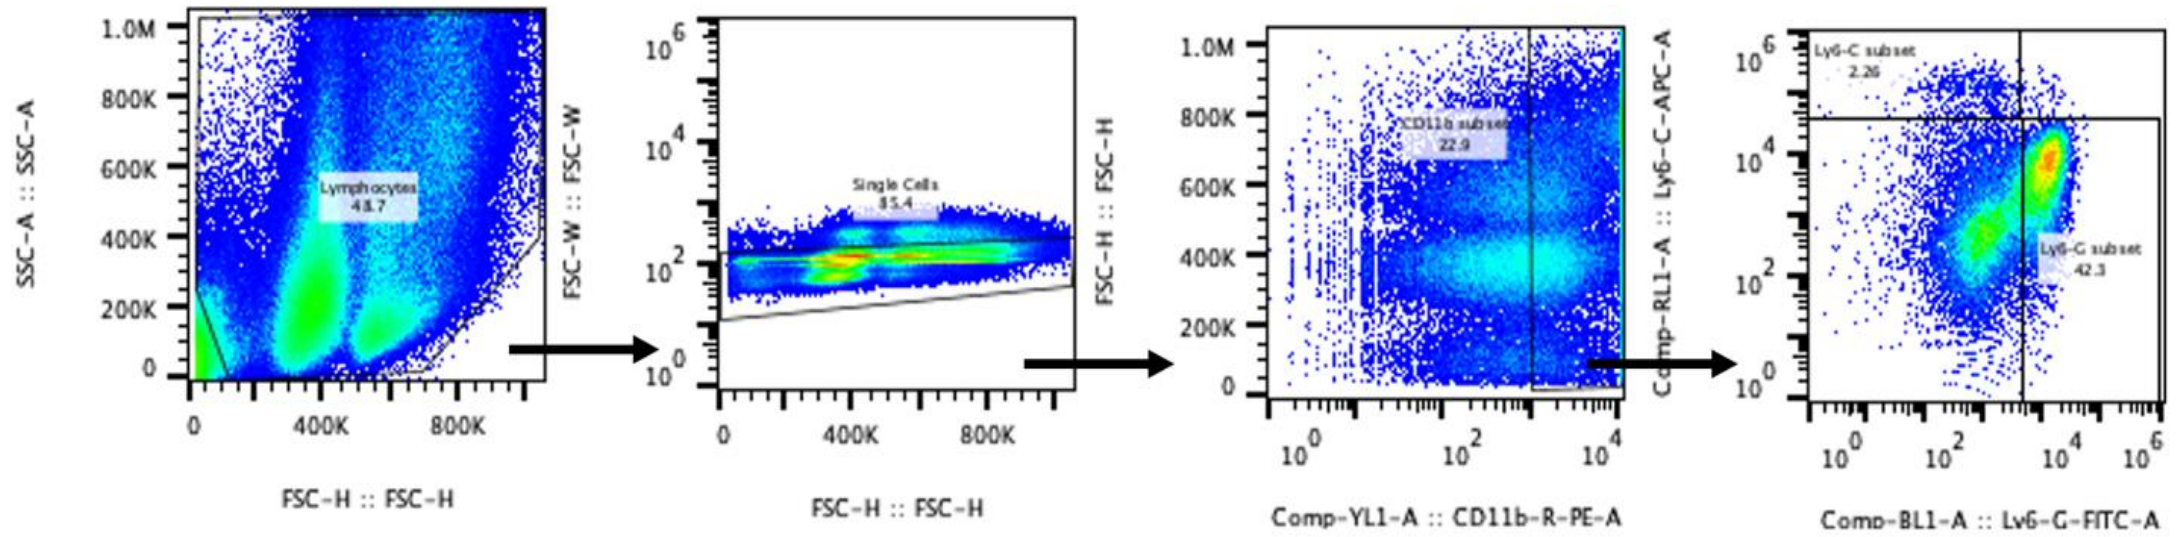 SSC-A :: SSC-A
1.0M
800K
600K
400K
200K
0
Lymphocytes
48.7
0 400K 800K
FSC-H :: FSC-H
FSC-W :: FSC-W
10^6
10^4
10^2
10^0
Single Cells
85.4
0 400K 800K
FSC-H :: FSC-H
FSC-H :: FSC-H
1.0M
800K
600K
400K
200K
0
CD11b subset
22.9
10^0 10^2 10^4
Comp-YL1-A :: CD11b-R-PE-A
Comp-RL1-A :: Ly6-C-APC-A
10^6
10^4
10^2
10^0
Ly6-C subset
2.26
Ly6-G subset
42.3
10^0 10^2 10^4 10^6
Comp-BL1-A :: Ly6-G-FITC-A